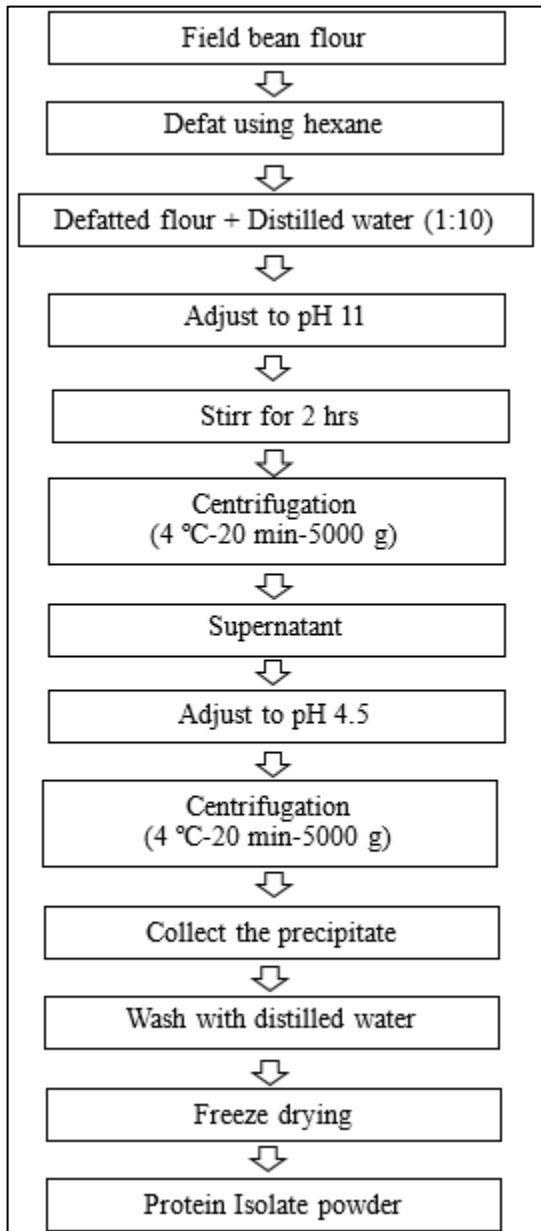 Field bean flour
Defat using hexane
Defatted flour + Distilled water (1:10)
Adjust to pH 11
Stirr for 2 hrs
Centrifugation
(4 ℃-20 min-5000 g)
Supernatant
Adjust to pH 4.5
Centrifugation
(4 ℃-20 min-5000 g)
Collect the precipitate
Wash with distilled water
Freeze drying
Protein Isolate powder